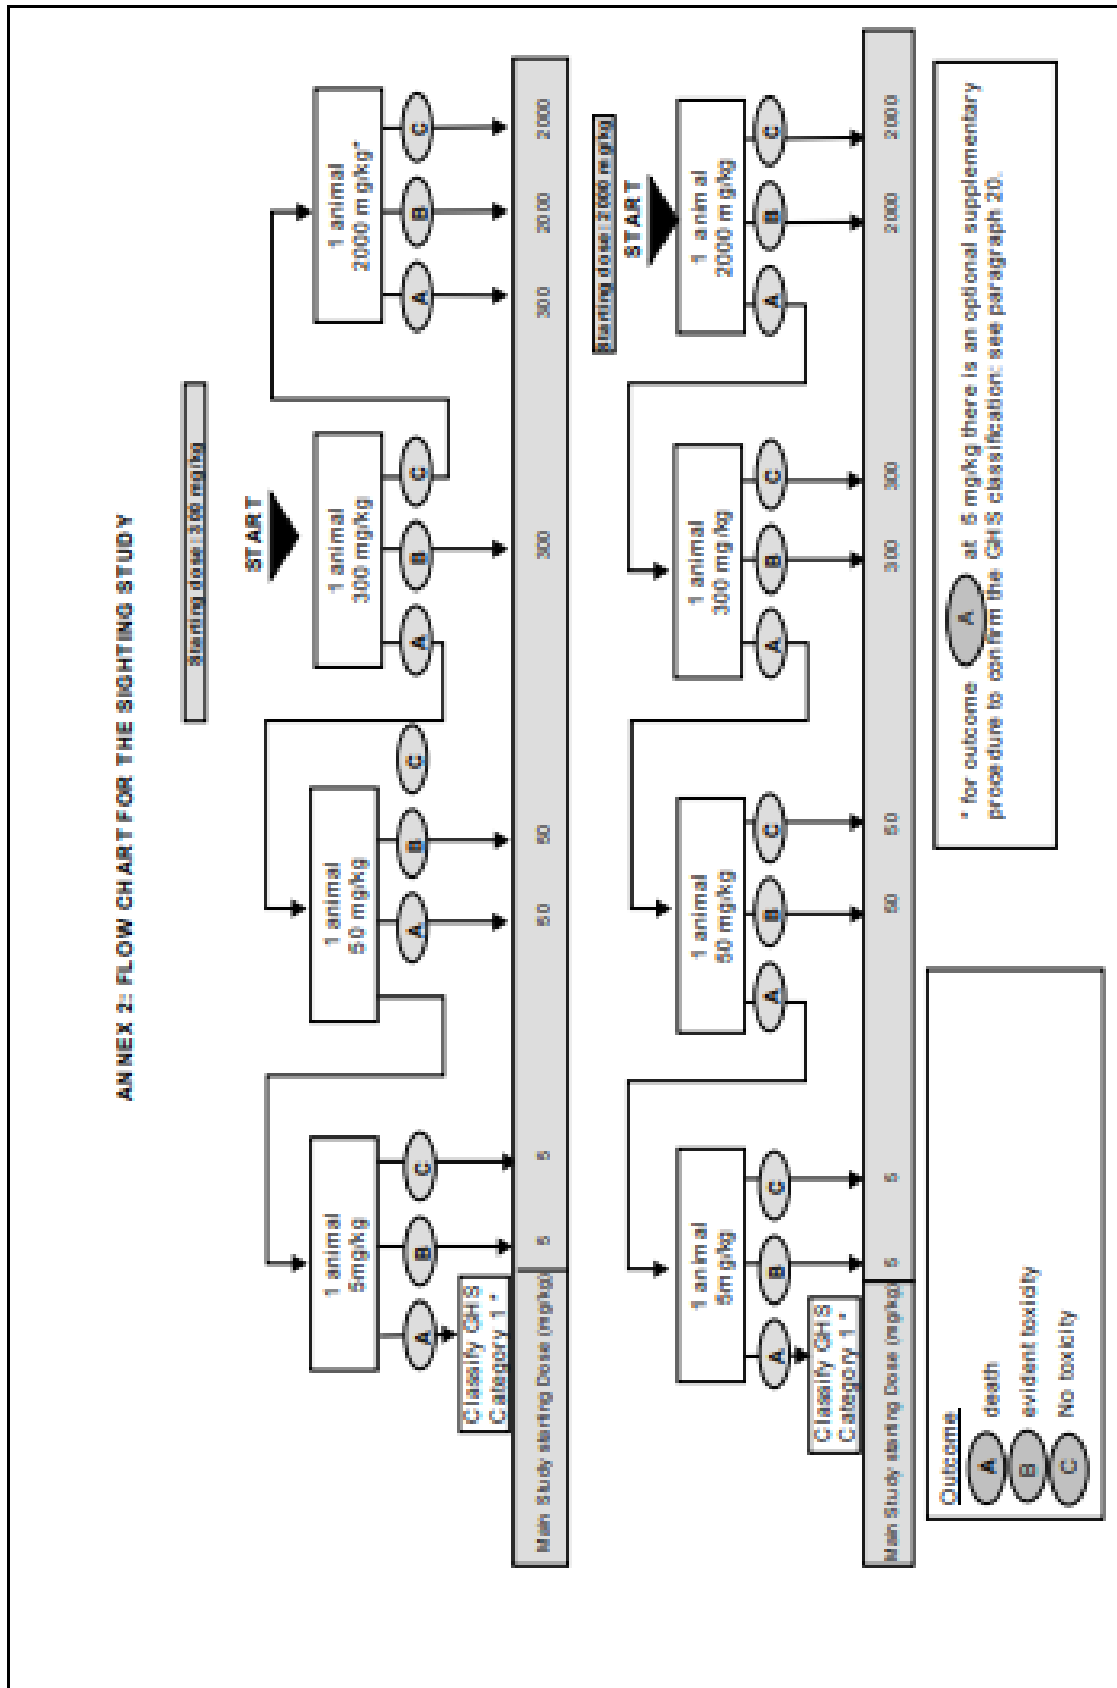 ANNEX 2: FLOW CHART FOR THE SIGHTING STUDY
Starting dose: 300 mg/kg
START
1 animal
5mg/kg
1 animal
50 mg/kg
1 animal
300 mg/kg
1 animal
2000 mg/kg*
A
B
C
A
B
C
A
B
C
A
B
C
Classify GHS
Category 1 *
Main Study starting Dose (mg/kg)
5
5
50
50
300
300
2000
2000
Starting dose: 2000 mg/kg
START
1 animal
5mg/kg
1 animal
50 mg/kg
1 animal
300 mg/kg
1 animal
2000 mg/kg
A
B
C
A
B
C
A
B
C
A
B
C
Classify GHS
Category 1 *
Main Study starting Dose (mg/kg)
5
5
50
50
300
300
2000
2000
Outcome
A death
B evident toxicity
C No toxicity
* for outcome A at 5 mg/kg there is an optional supplementary
procedure to confirm the GHS classification: see paragraph 20.